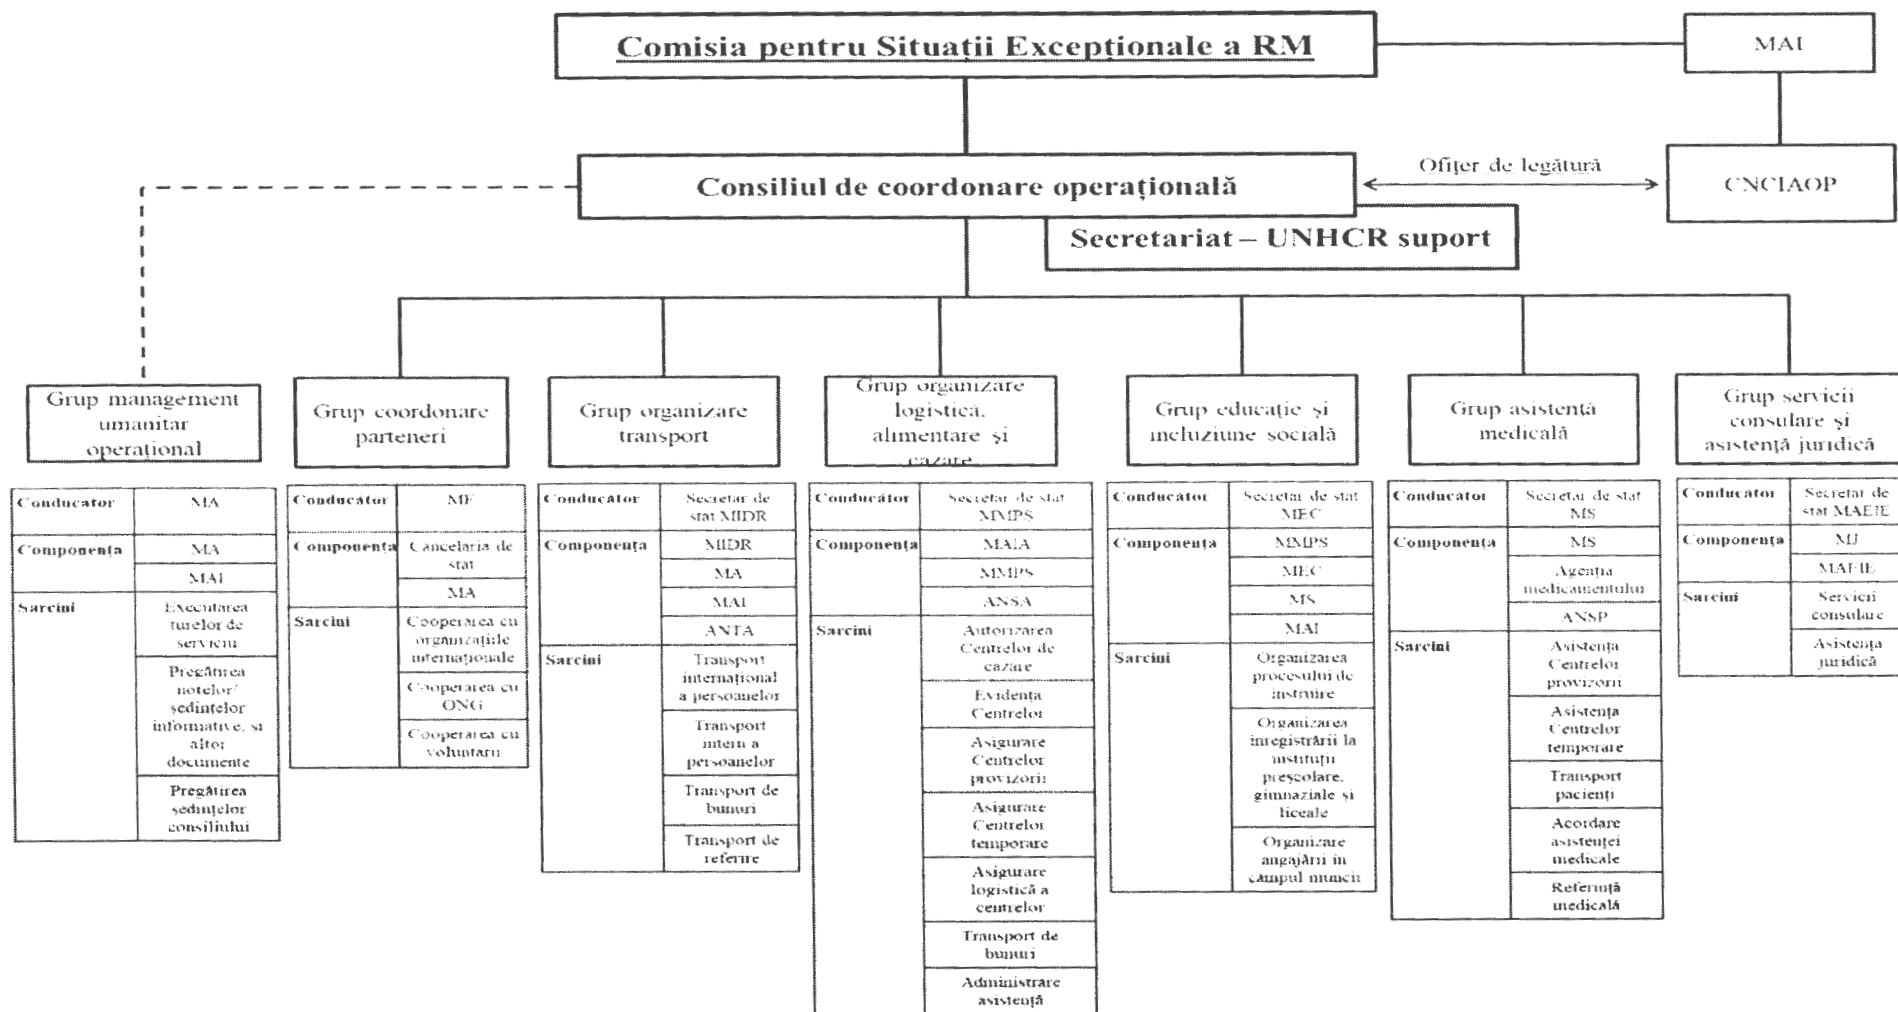 Comisia pentru Situații Excepționale a RM
MAI
Consiliul de coordonare operațională
Ofițer de legătură
CNCIAOP
Secretariat – UNHCR suport
Grup management
umanitar
operațional
Conducător
MA
Componența
MA
MAI
Sarcini
Executarea
turelor de
serviciu
Pregătirea
notelor/
ședințelor
informative, și
altor
documente
Pregătirea
ședințelor
consiliului
Grup coordonare
parteneri
Conducător
MF
Componența
Cancelaria de
stat
MA
Sarcini
Cooperarea cu
organizațiile
internaționale
Cooperarea cu
ONG
Cooperarea cu
voluntarii
Grup organizare
transport
Conducător
Secretar de
stat MIDR
Componența
MIDR
MA
MAI
ANTA
Sarcini
Transport
internațional
a persoanelor
Transport
intern a
persoanelor
Transport de
bunuri
Transport de
referire
Grup organizare
logistică,
alimentare și
cazare
Conducător
Secretar de stat
MMPS
Componența
MAIA
MMPS
ANSA
Sarcini
Autorizarea
Centrelor de
cazare
Evidența
Centrelor
Asigurare
Centrelor
provizorii
Asigurare
Centrelor
temporare
Asigurare
logistică a
centrelor
Transport de
bunuri
Administrare
asistență
Grup educație și
incluziune socială
Conducător
Secretar de stat
MEC
Componența
MMPS
MEC
MS
MAI
Sarcini
Organizarea
procesului de
instruire
Organizarea
înregistrării la
instituții
preșcolare,
gimnaziale și
liceale
Organizare
angajării în
câmpul muncii
Grup asistență
medicală
Conducător
Secretar de stat
MS
Componența
MS
Agenția
medicamentului
ANSP
Sarcini
Asistența
Centrelor
provizorii
Asistența
Centrelor
temporare
Transport
pacienți
Acordare
asistenței
medicale
Referință
medicală
Grup servicii
consulare și
asistență juridică
Conducător
Secretar de
stat MAEIE
Componența
MJ
MAEIE
Sarcini
Servicii
consulare
Asistența
juridică